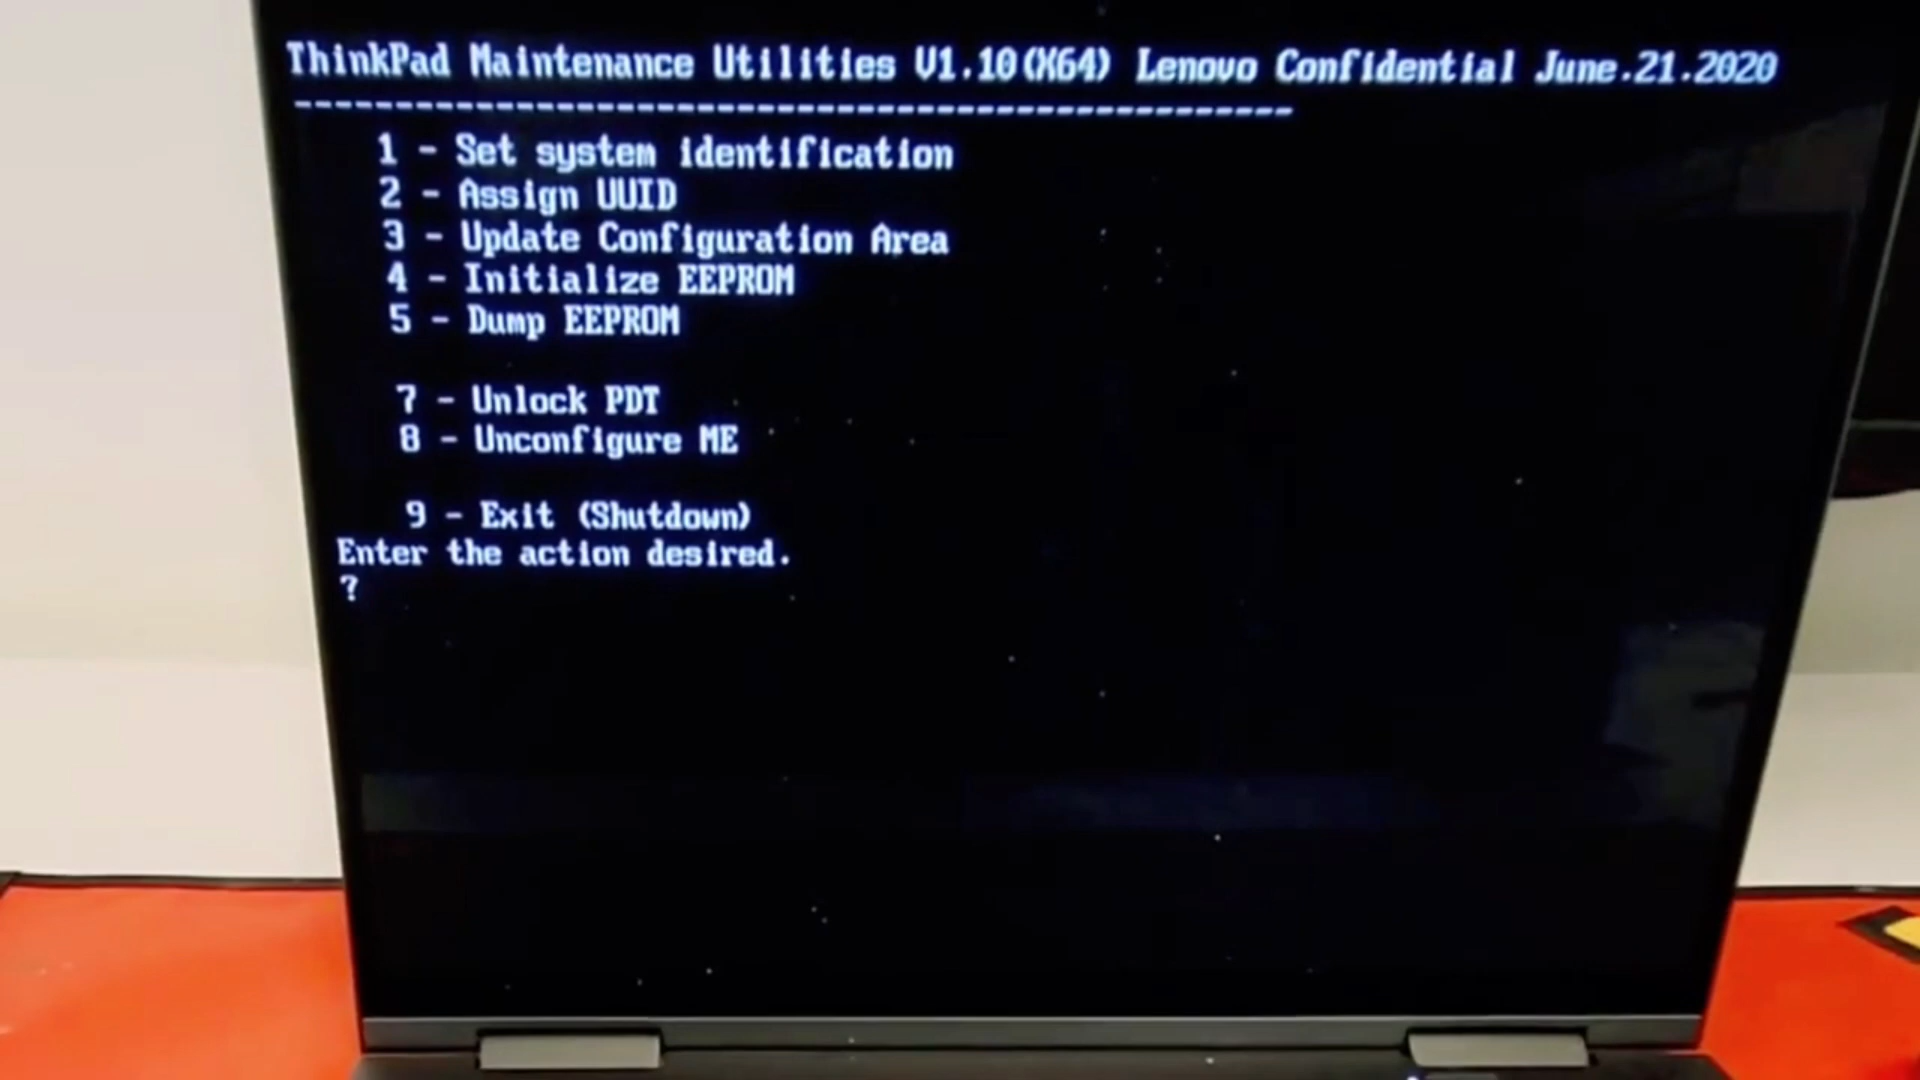 ThinkPad Maintenance Utilities V1.10(X64) Lenovo Confidential June.21.2020
--------------------------------------------------
1 - Set system identification
2 - Assign UUID
3 - Update Configuration Area
4 - Initialize EEPROM
5 - Dump EEPROM
7 - Unlock PDT
8 - Unconfigure ME
9 - Exit (Shutdown)
Enter the action desired.
?